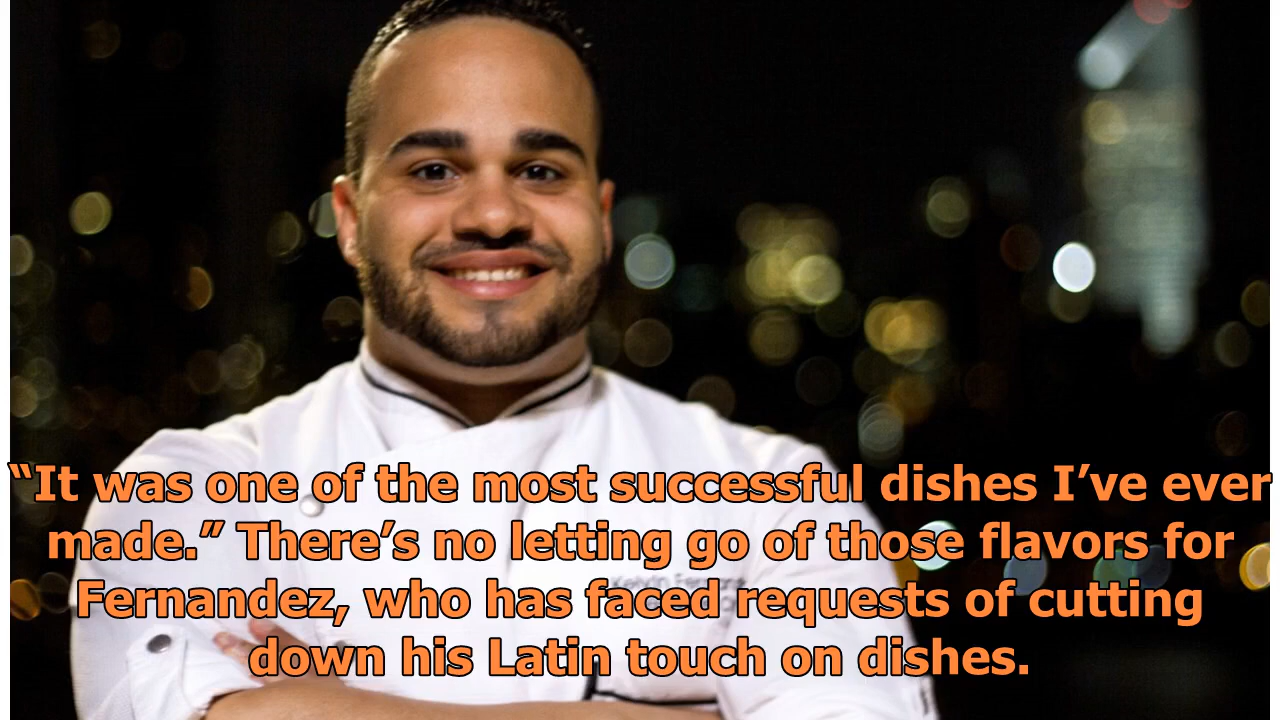 “It was one of the most successful dishes I’ve ever
made.” There’s no letting go of those flavors for
Fernandez, who has faced requests of cutting
down his Latin touch on dishes.
Kelvin